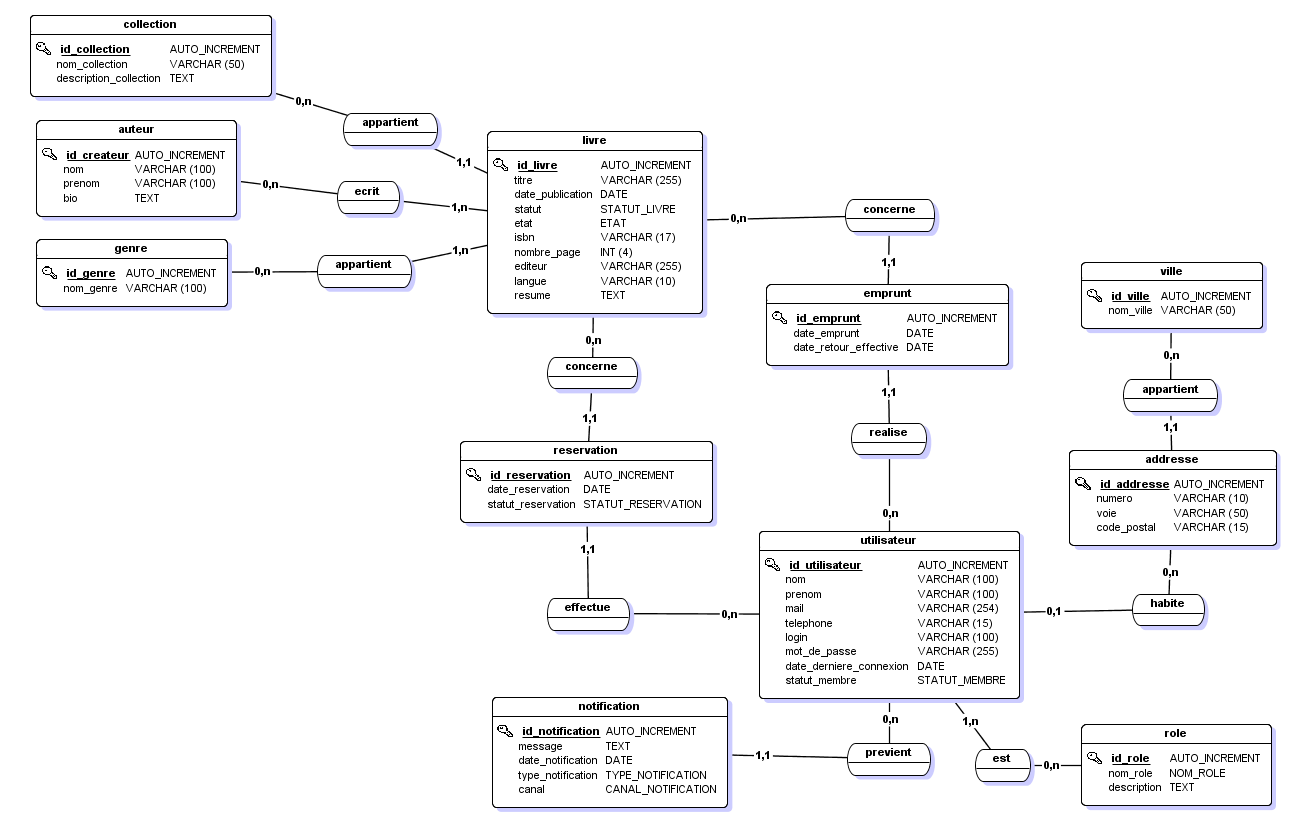 collection
id_collection AUTO_INCREMENT
nom_collection VARCHAR (50)
description_collection TEXT
0,n
appartient
1,1
auteur
id_createur AUTO_INCREMENT
nom VARCHAR (100)
prenom VARCHAR (100)
bio TEXT
0,n
ecrit
1,n
genre
id_genre AUTO_INCREMENT
nom_genre VARCHAR (100)
0,n
appartient
1,n
livre
id_livre AUTO_INCREMENT
titre VARCHAR (255)
date_publication DATE
statut STATUT_LIVRE
etat ETAT
isbn VARCHAR (17)
nombre_page INT (4)
editeur VARCHAR (255)
langue VARCHAR (10)
resume TEXT
0,n
concerne
1,1
emprunt
id_emprunt AUTO_INCREMENT
date_emprunt DATE
date_retour_effective DATE
1,1
realise
0,n
ville
id_ville AUTO_INCREMENT
nom_ville VARCHAR (50)
0,n
appartient
1,1
addresse
id_addresse AUTO_INCREMENT
numero VARCHAR (10)
voie VARCHAR (50)
code_postal VARCHAR (15)
0,n
habite
0,1
0,n
concerne
1,1
reservation
id_reservation AUTO_INCREMENT
date_reservation DATE
statut_reservation STATUT_RESERVATION
1,1
effectue
0,n
utilisateur
id_utilisateur AUTO_INCREMENT
nom VARCHAR (100)
prenom VARCHAR (100)
mail VARCHAR (254)
telephone VARCHAR (15)
login VARCHAR (100)
mot_de_passe VARCHAR (255)
date_derniere_connexion DATE
statut_membre STATUT_MEMBRE
0,n
previent
1,1
notification
id_notification AUTO_INCREMENT
message TEXT
date_notification DATE
type_notification TYPE_NOTIFICATION
canal CANAL_NOTIFICATION
1,n
est
0,n
role
id_role AUTO_INCREMENT
nom_role NOM_ROLE
description TEXT